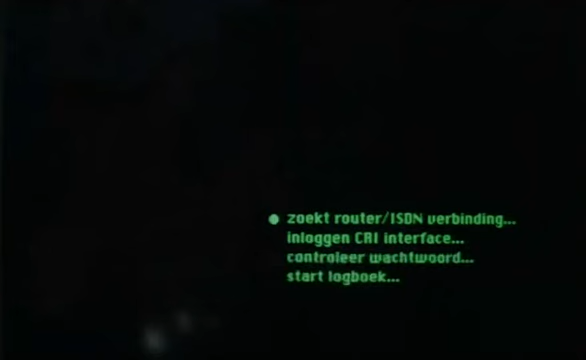 zoekt router/ISDN verbinding...
inloggen CRI interface...
controleer wachtwoord...
start logboek...